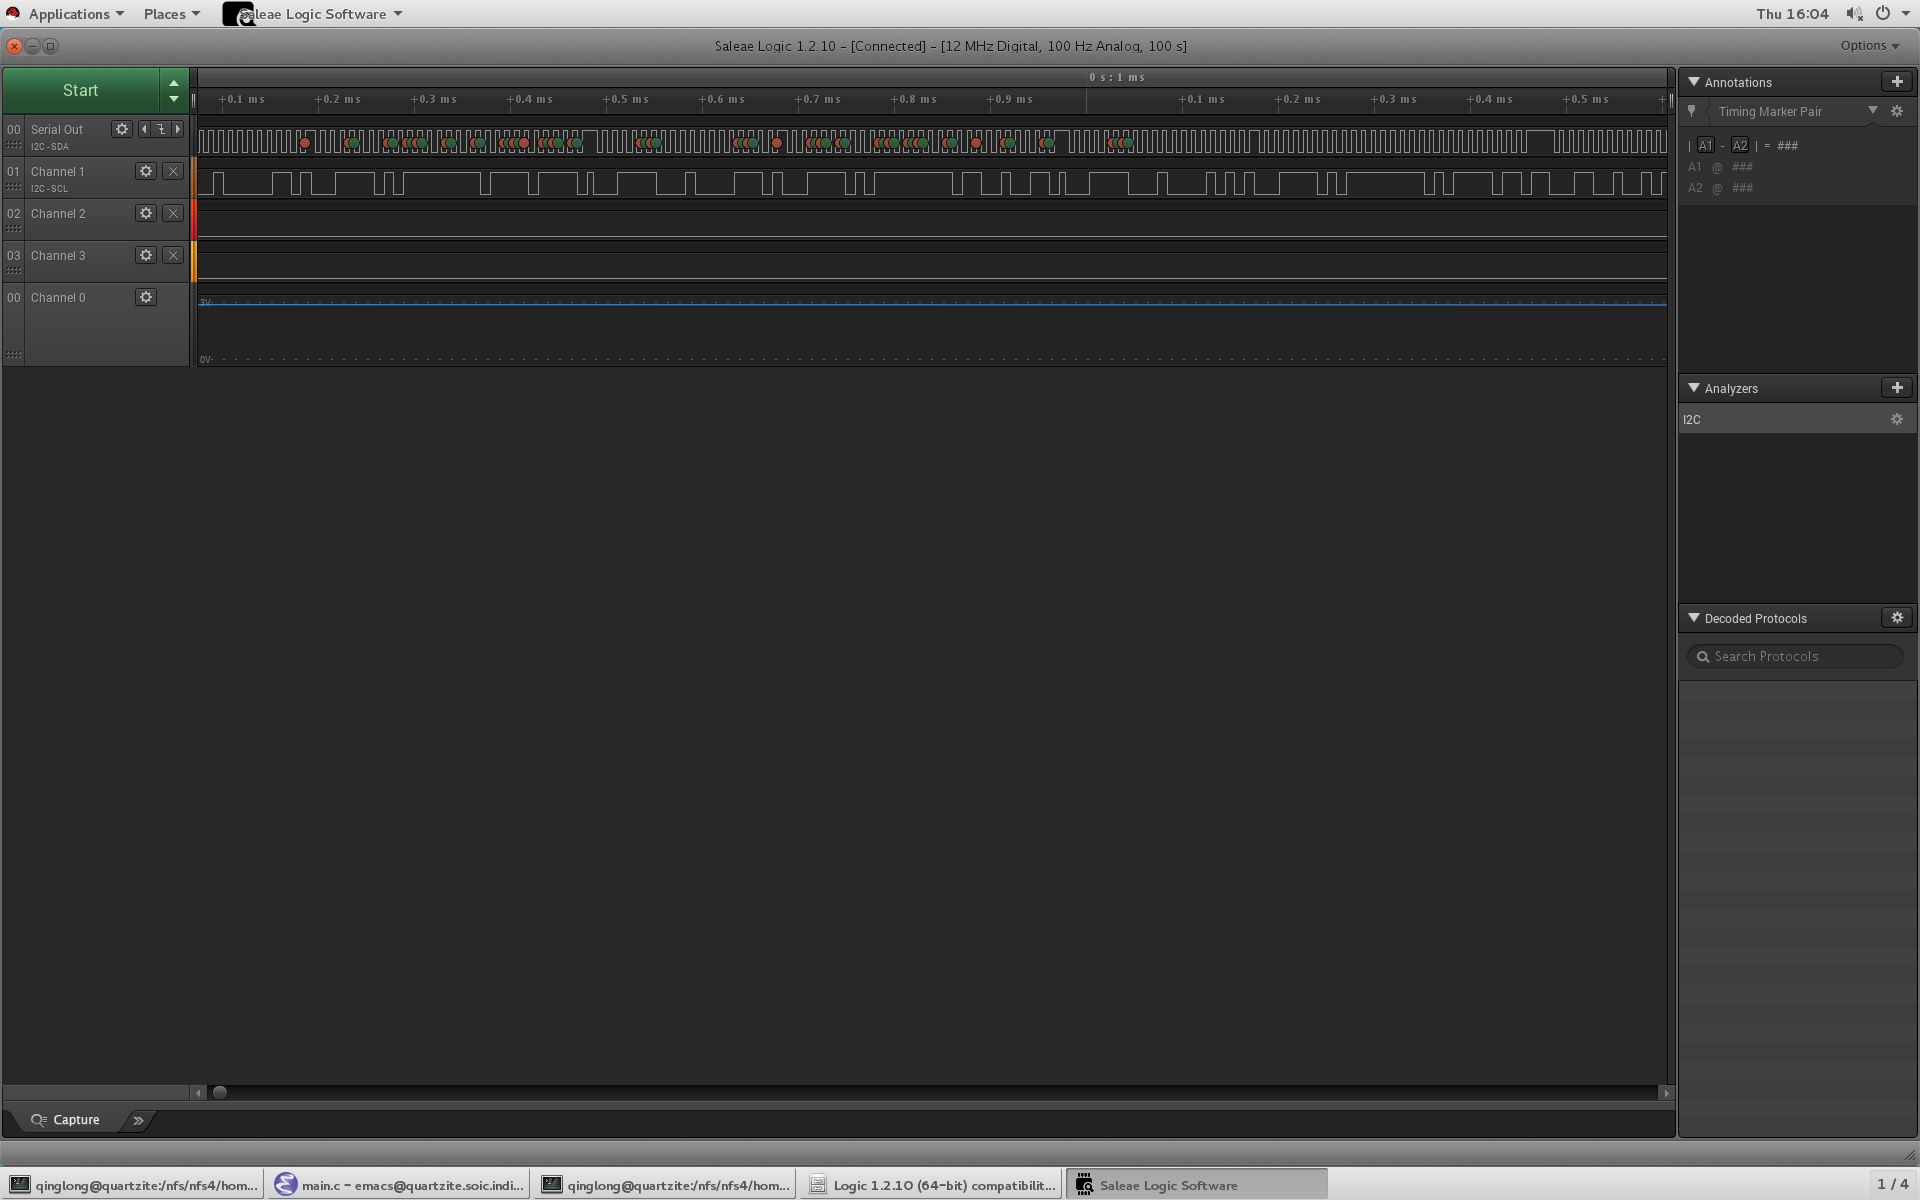 Applications
Places
Saleae Logic Software
Thu 16:04
Saleae Logic 1.2.10 - [Connected] - [12 MHz Digital, 100 Hz Analog, 100 s]
Options
Start
0 s : 1 ms
+0.1 ms +0.2 ms +0.3 ms +0.4 ms +0.5 ms +0.6 ms +0.7 ms +0.8 ms +0.9 ms +0.1 ms +0.2 ms +0.3 ms +0.4 ms +0.5 ms +
00 Serial Out
I2C - SDA
01 Channel 1
I2C - SCL
02 Channel 2
03 Channel 3
00 Channel 0
3V
0V
Annotations
Timing Marker Pair
| A1 - A2 | = ###
A1 @ ###
A2 @ ###
Analyzers
I2C
Decoded Protocols
Search Protocols
Capture
qinglong@quartzite:/nfs/nfs4/hom...
main.c - emacs@quartzite.soic.indi...
qinglong@quartzite:/nfs/nfs4/hom...
Logic 1.2.10 (64-bit) compatibilit...
Saleae Logic Software
1 / 4